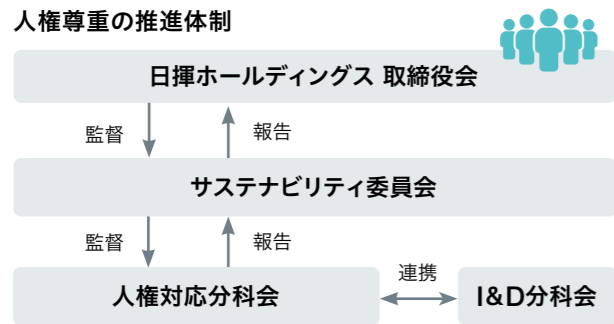 人権尊重の推進体制
日揮ホールディングス 取締役会
監督
報告
サステナビリティ委員会
監督
報告
人権対応分科会
連携
I&D分科会